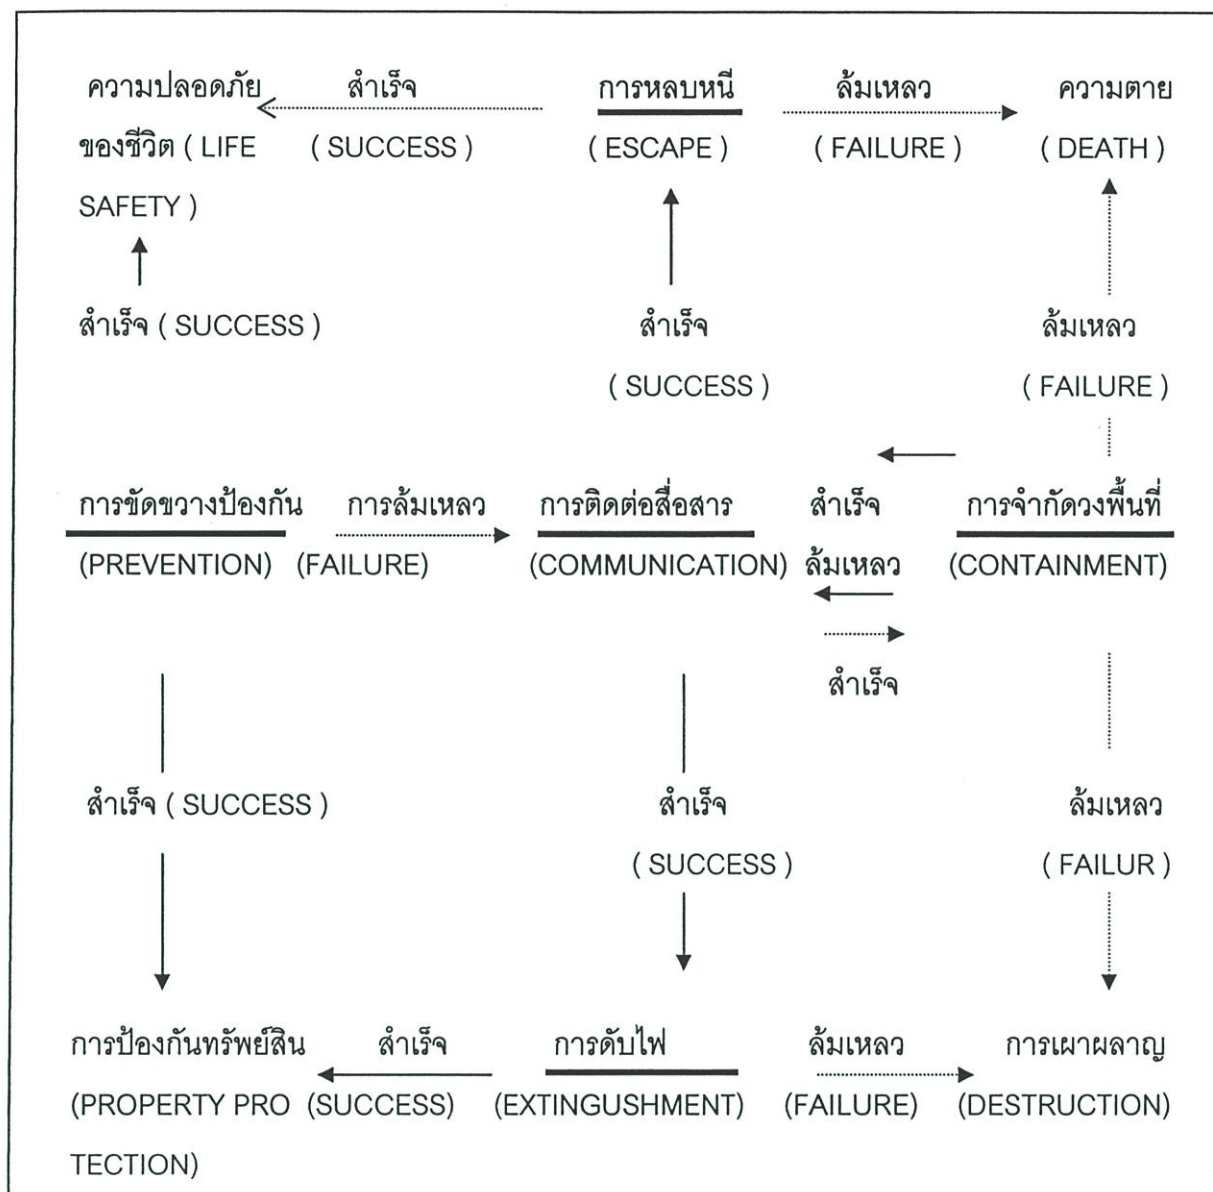 ความปลอดภัย สำเร็จ การหลบหนี ล้มเหลว ความตาย
ของชีวิต ( LIFE ( SUCCESS ) ( ESCAPE ) ( FAILURE ) ( DEATH )
SAFETY )
สำเร็จ ( SUCCESS ) สำเร็จ ล้มเหลว
( SUCCESS ) ( FAILURE )
การขัดขวางป้องกัน การล้มเหลว การติดต่อสื่อสาร สำเร็จ การจำกัดวงพื้นที่
(PREVENTION) (FAILURE) (COMMUNICATION) ล้มเหลว (CONTAINMENT)
สำเร็จ
สำเร็จ ( SUCCESS ) สำเร็จ ล้มเหลว
( SUCCESS ) ( FAILUR )
การป้องกันทรัพย์สิน สำเร็จ การดับไฟ ล้มเหลว การเผาผลาญ
(PROPERTY PRO (SUCCESS) (EXTINGUSHMENT) (FAILURE) (DESTRUCTION)
TECTION)